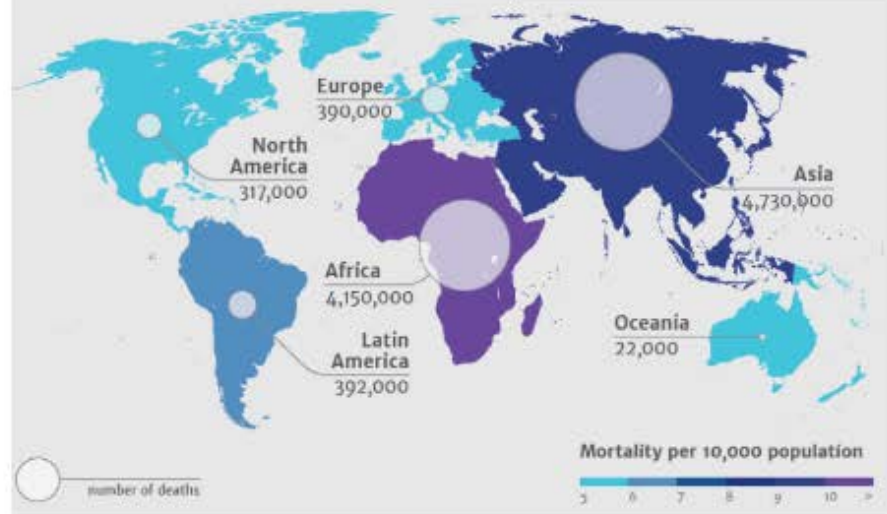 Europe
390,000
North
America
317,000
Asia
4,730,000
Africa
4,150,000
Oceania
22,000
Latin
America
392,000
Mortality per 10,000 population
number of deaths
5 6 7 8 9 10 >